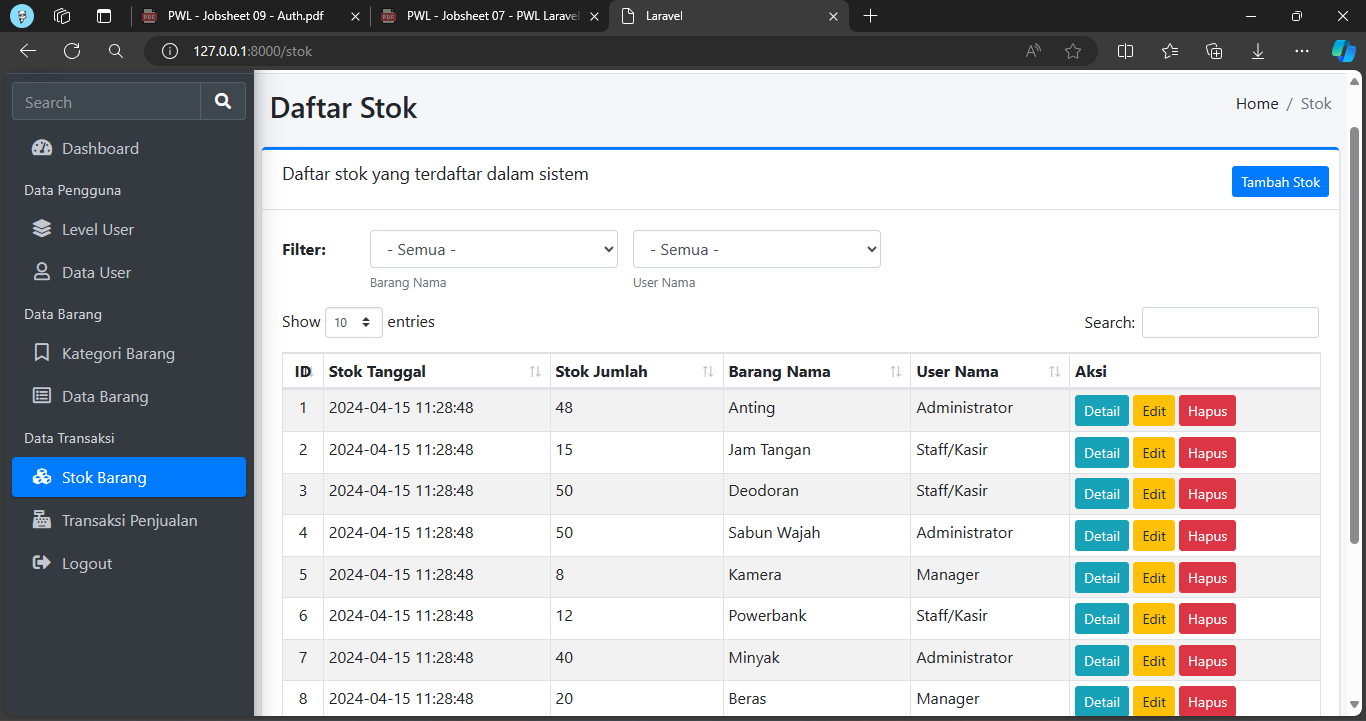 PWL - Jobsheet 09 - Auth.pdf
PWL - Jobsheet 07 - PWL Laravel
Laravel
127.0.0.1:8000/stok
Search
Dashboard
Data Pengguna
Level User
Data User
Data Barang
Kategori Barang
Data Barang
Data Transaksi
Stok Barang
Transaksi Penjualan
Logout
Daftar Stok
Home / Stok
Daftar stok yang terdaftar dalam sistem
Tambah Stok
Filter: - Semua - - Semua -
Barang Nama User Nama
Show 10 entries Search:
ID Stok Tanggal Stok Jumlah Barang Nama User Nama Aksi
1 2024-04-15 11:28:48 48 Anting Administrator Detail Edit Hapus
2 2024-04-15 11:28:48 15 Jam Tangan Staff/Kasir Detail Edit Hapus
3 2024-04-15 11:28:48 50 Deodoran Staff/Kasir Detail Edit Hapus
4 2024-04-15 11:28:48 50 Sabun Wajah Administrator Detail Edit Hapus
5 2024-04-15 11:28:48 8 Kamera Manager Detail Edit Hapus
6 2024-04-15 11:28:48 12 Powerbank Staff/Kasir Detail Edit Hapus
7 2024-04-15 11:28:48 40 Minyak Administrator Detail Edit Hapus
8 2024-04-15 11:28:48 20 Beras Manager Detail Edit Hapus